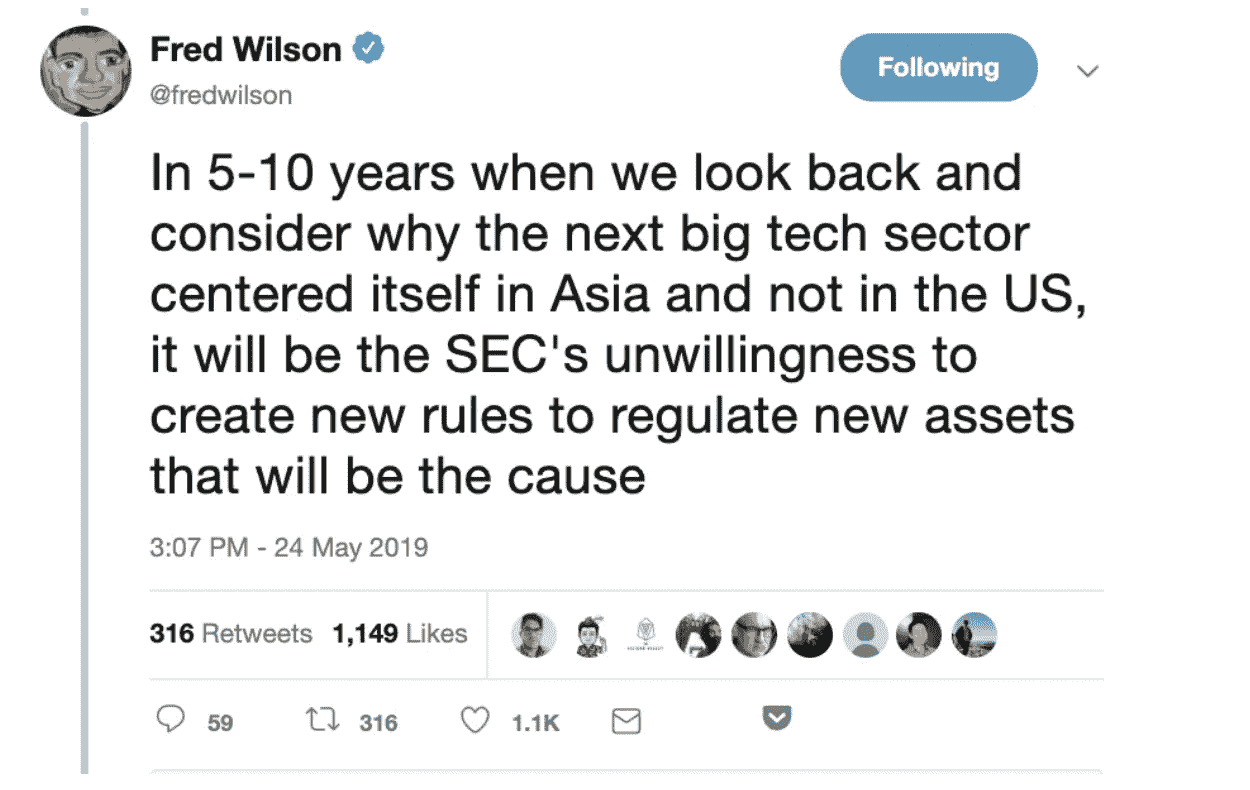 Fred Wilson
@fredwilson
Following
In 5-10 years when we look back and
consider why the next big tech sector
centered itself in Asia and not in the US,
it will be the SEC's unwillingness to
create new rules to regulate new assets
that will be the cause
3:07 PM - 24 May 2019
316 Retweets 1,149 Likes
59 316 1.1K